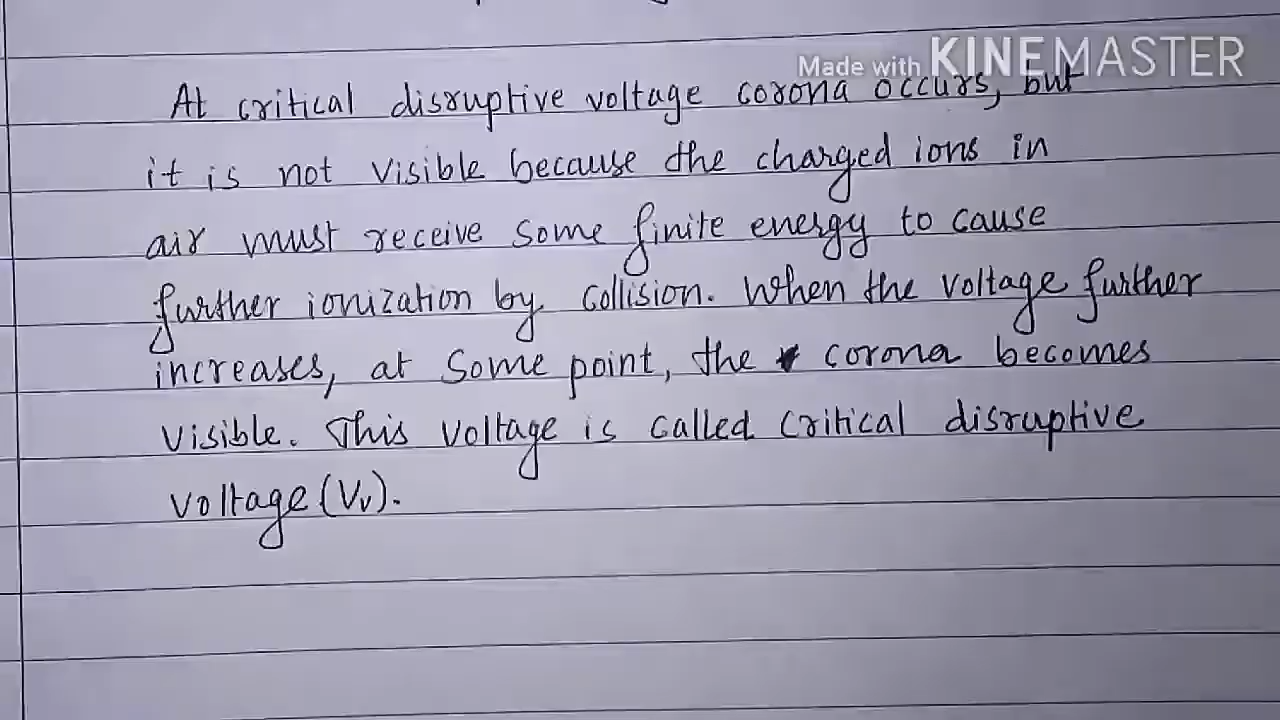 Made with KINEMASTER
At critical disruptive voltage corona occurs, but
it is not visible because the charged ions in
air must receive some finite energy to cause
further ionization by collision. When the voltage further
increases, at some point, the corona becomes
visible. This voltage is called critical disruptive
voltage (Vv).